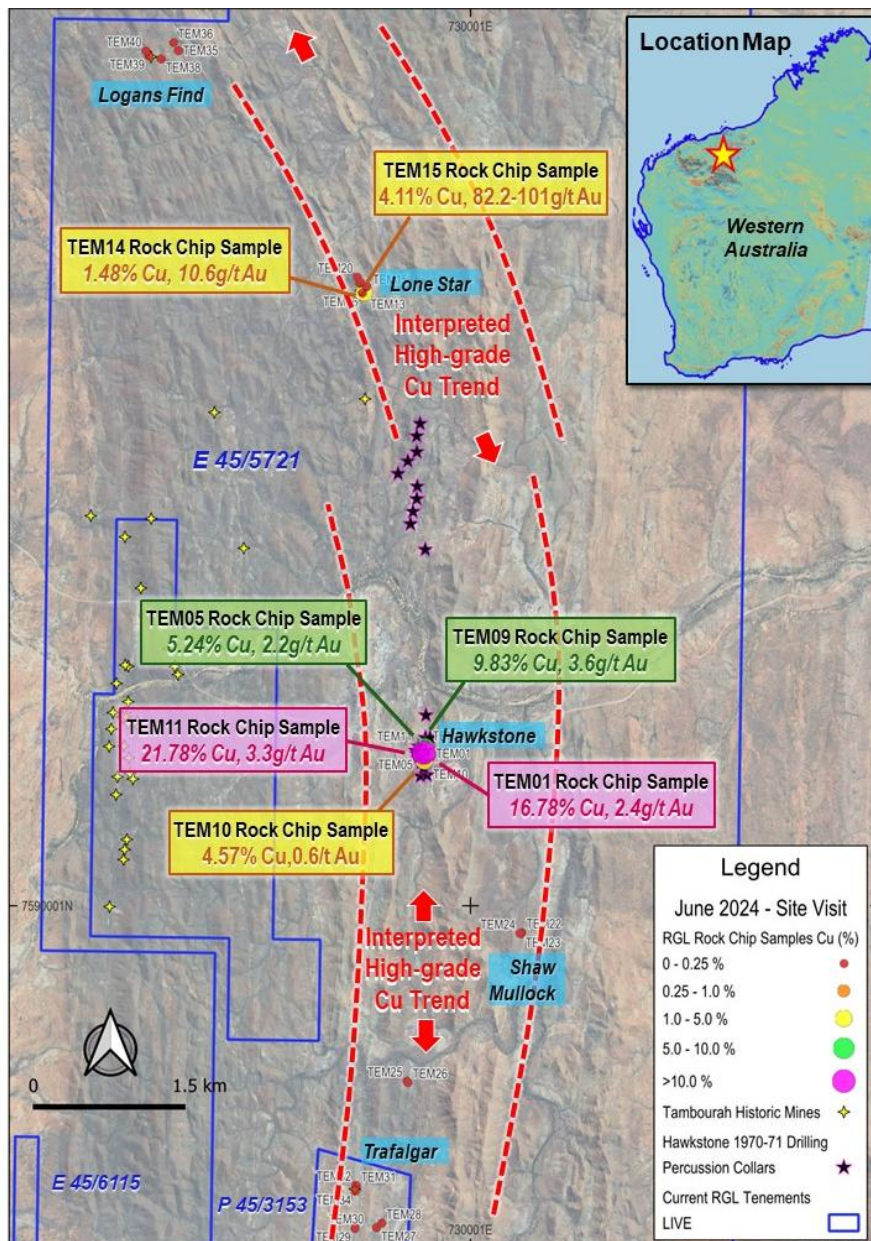 730001E
Location Map
Western
Australia
TEM40
TEM36
TEM35
TEM39
TEM38
Logans Find
TEM15 Rock Chip Sample
4.11% Cu, 82.2-101g/t Au
TEM14 Rock Chip Sample
1.48% Cu, 10.6g/t Au
TEM20
TEM13
Lone Star
Interpreted
High-grade
Cu Trend
E 45/5721
TEM05 Rock Chip Sample
5.24% Cu, 2.2g/t Au
TEM09 Rock Chip Sample
9.83% Cu, 3.6g/t Au
TEM11 Rock Chip Sample
21.78% Cu, 3.3g/t Au
Hawkstone
TEM01
TEM05
TEM10
TEM01 Rock Chip Sample
16.78% Cu, 2.4g/t Au
TEM10 Rock Chip Sample
4.57% Cu,0.6/t Au
7590001N
TEM24
TEM22
TEM23
Interpreted
High-grade
Cu Trend
Shaw
Mullock
0
1.5 km
TEM25
TEM26
Trafalgar
TEM31
TEM34
TEM30
TEM28
TEM29
TEM27
E 45/6115
P 45/3153
730001E
Legend
June 2024 - Site Visit
RGL Rock Chip Samples Cu (%)
0 - 0.25 %
0.25 - 1.0 %
1.0 - 5.0 %
5.0 - 10.0 %
>10.0 %
Tambourah Historic Mines
Hawkstone 1970-71 Drilling
Percussion Collars
Current RGL Tenements
LIVE